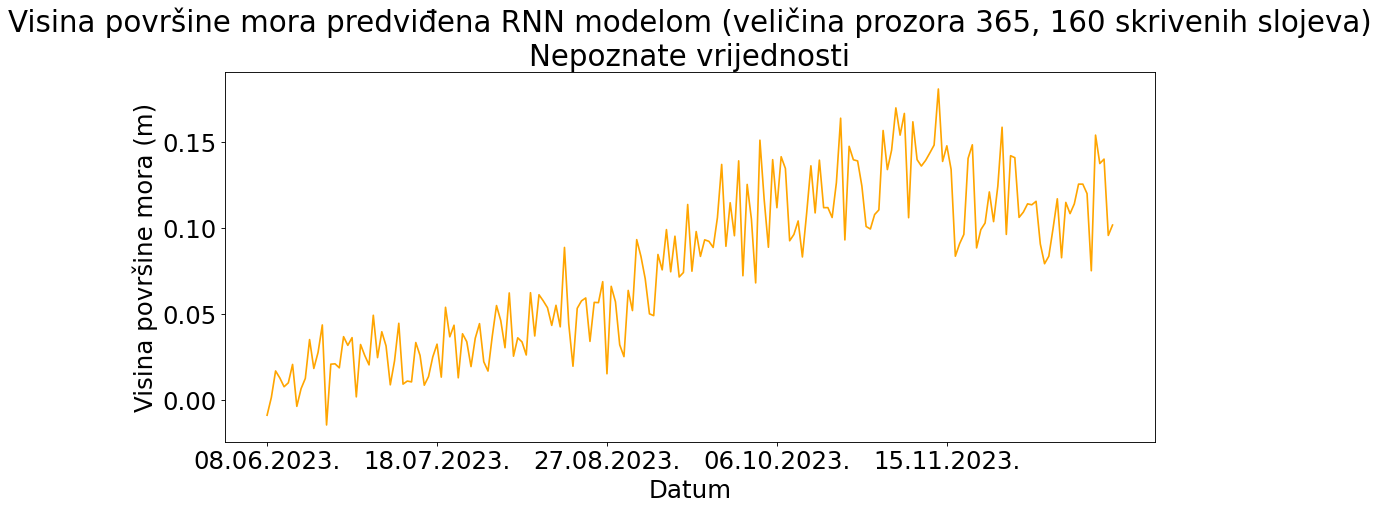 Visina površine mora predviđena RNN modelom (veličina prozora 365, 160 skrivenih slojeva)
Nepoznate vrijednosti
Visina površine mora (m)
0.15
0.10
0.05
0.00
08.06.2023. 18.07.2023. 27.08.2023. 06.10.2023. 15.11.2023.
Datum